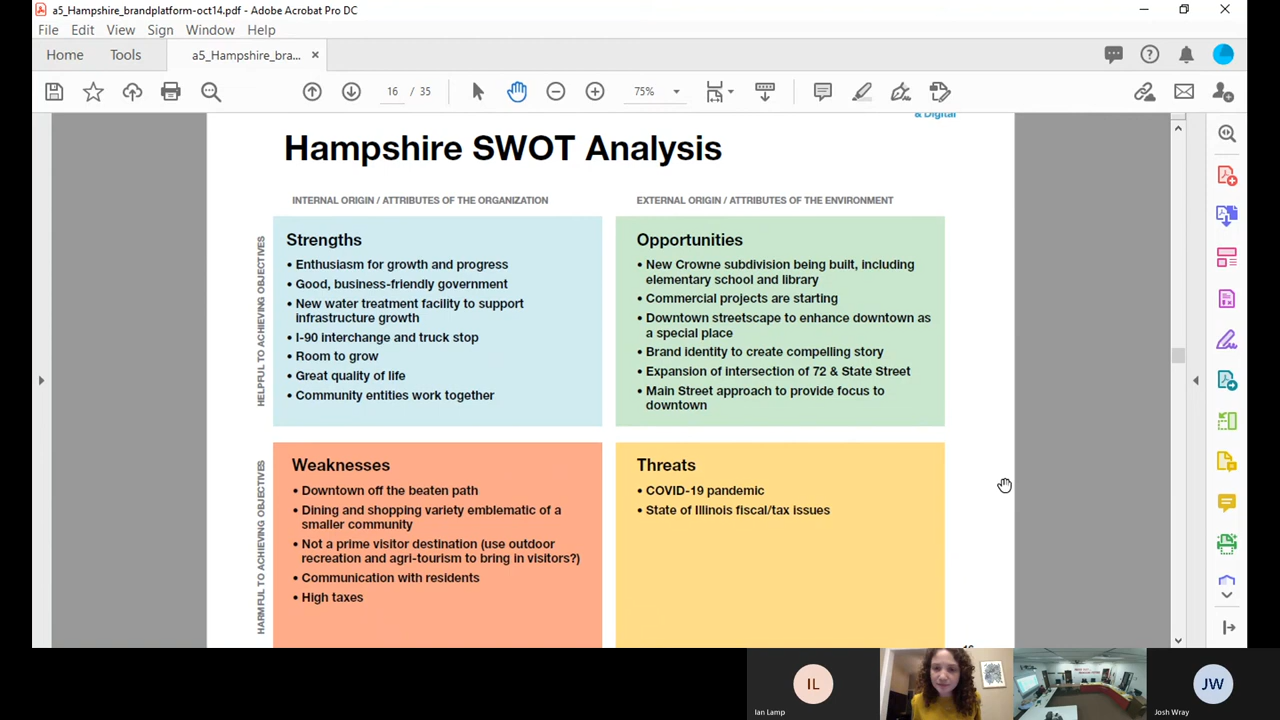 a5_Hampshire_brandplatform-oct14.pdf - Adobe Acrobat Pro DC
File Edit View Sign Window Help
Home Tools a5_Hampshire_bra... ×
16 / 35 75%
& Digital
Hampshire SWOT Analysis
INTERNAL ORIGIN / ATTRIBUTES OF THE ORGANIZATION
EXTERNAL ORIGIN / ATTRIBUTES OF THE ENVIRONMENT
HELPFUL TO ACHIEVING OBJECTIVES
Strengths
• Enthusiasm for growth and progress
• Good, business-friendly government
• New water treatment facility to support
infrastructure growth
• I-90 interchange and truck stop
• Room to grow
• Great quality of life
• Community entities work together
Opportunities
• New Crowne subdivision being built, including
elementary school and library
• Commercial projects are starting
• Downtown streetscape to enhance downtown as
a special place
• Brand identity to create compelling story
• Expansion of intersection of 72 & State Street
• Main Street approach to provide focus to
downtown
HARMFUL TO ACHIEVING OBJECTIVES
Weaknesses
• Downtown off the beaten path
• Dining and shopping variety emblematic of a
smaller community
• Not a prime visitor destination (use outdoor
recreation and agri-tourism to bring in visitors?)
• Communication with residents
• High taxes
Threats
• COVID-19 pandemic
• State of Illinois fiscal/tax issues
IL
Ian Lamp
JW
Josh Wray